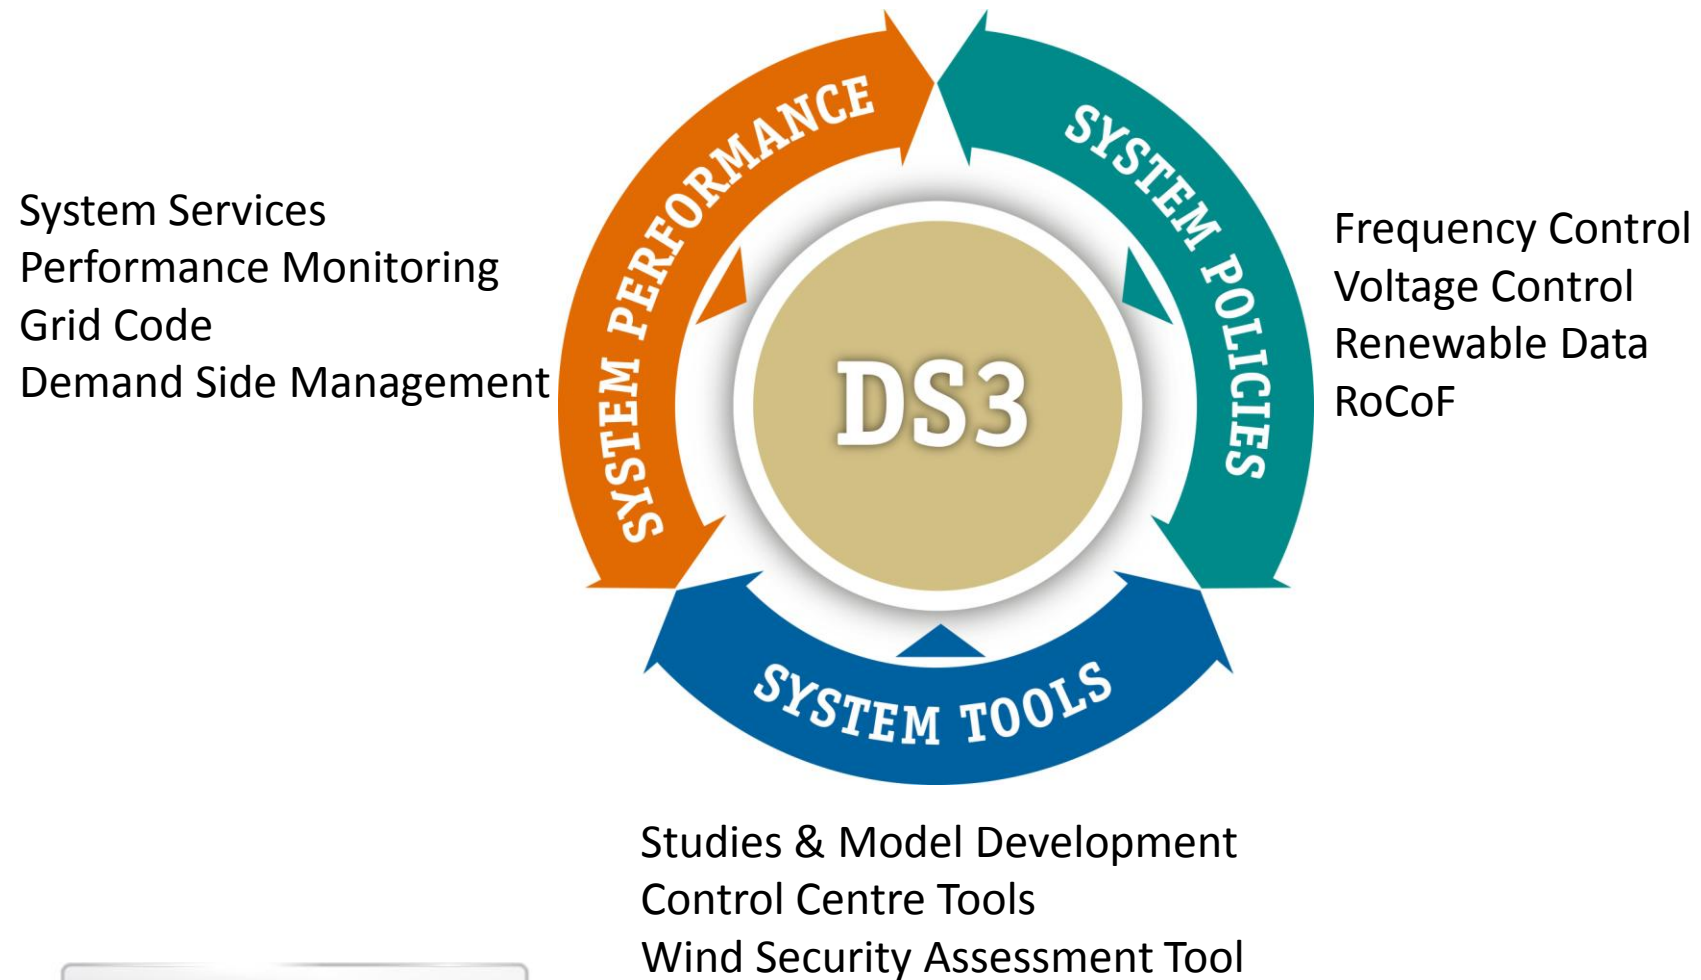 SYSTEM PERFORMANCE
SYSTEM POLICIES
System Services
Performance Monitoring
Grid Code
Demand Side Management
DS3
Frequency Control
Voltage Control
Renewable Data
RoCoF
SYSTEM TOOLS
Studies & Model Development
Control Centre Tools
Wind Security Assessment Tool